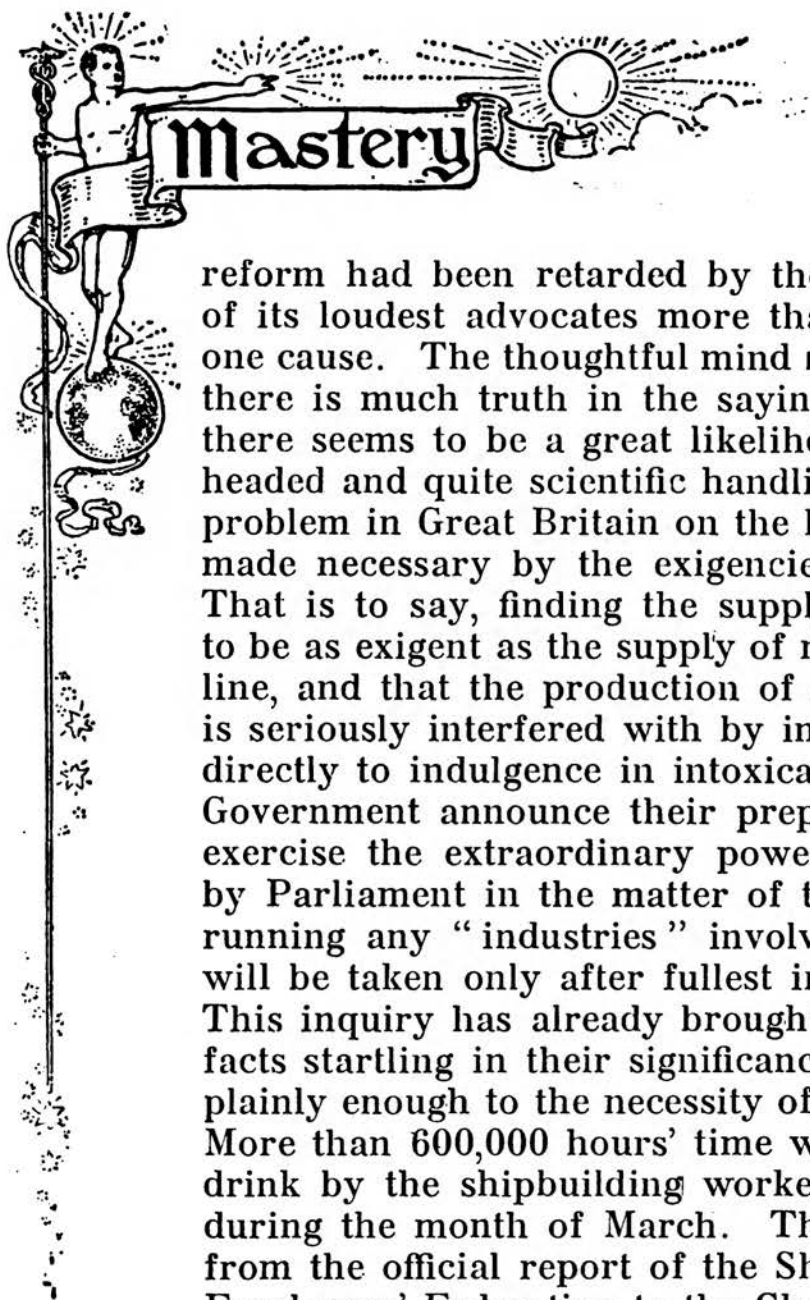 Mastery
reform had been retarded by the
of its loudest advocates more tha
one cause. The thoughtful mind
there is much truth in the sayin
there seems to be a great likeliho
headed and quite scientific handli
problem in Great Britain on the
made necessary by the exigencie
That is to say, finding the suppl
to be as exigent as the supply of
line, and that the production of
is seriously interfered with by in
directly to indulgence in intoxica
Government announce their prep
exercise the extraordinary powe
by Parliament in the matter of t
running any “ industries ” involv
will be taken only after fullest in
This inquiry has already brough
facts startling in their significanc
plainly enough to the necessity of
More than 600,000 hours’ time w
drink by the shipbuilding worke
during the month of March. Th
from the official report of the Sh